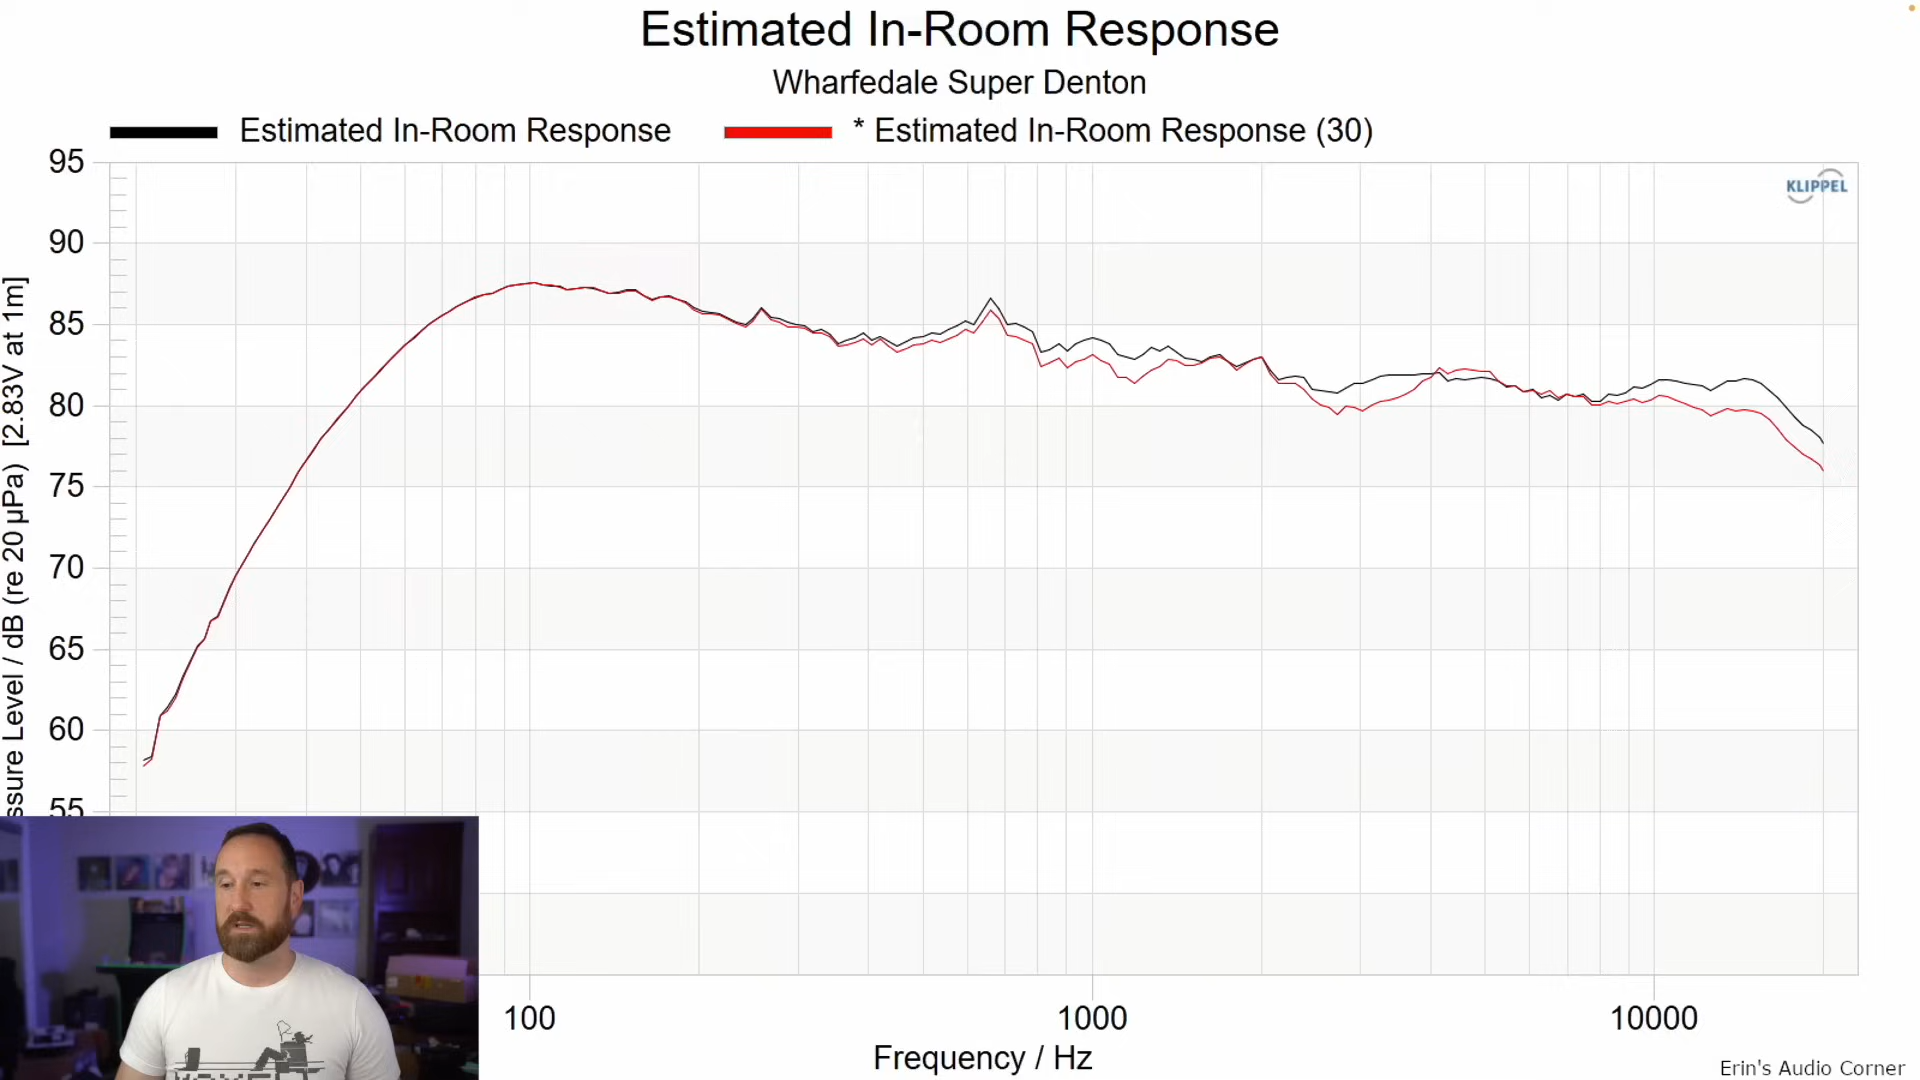 Estimated In-Room Response
Wharfedale Super Denton
Estimated In-Room Response
* Estimated In-Room Response (30)
95
KLIPPEL
90
85
80
75
70
65
60
55
ssure Level / dB (re 20 µPa) [2.83V at 1m]
100
1000
10000
Frequency / Hz
Erin's Audio Corner